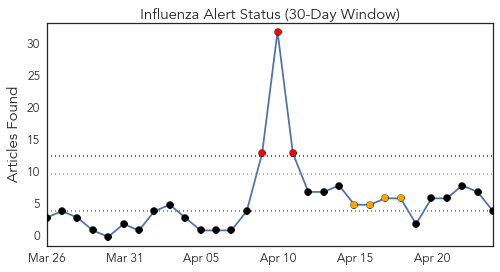 Influenza Alert Status (30-Day Window)
Articles Found
30
25
20
15
10
5
0
Mar 26 Mar 31 Apr 05 Apr 10 Apr 15 Apr 20